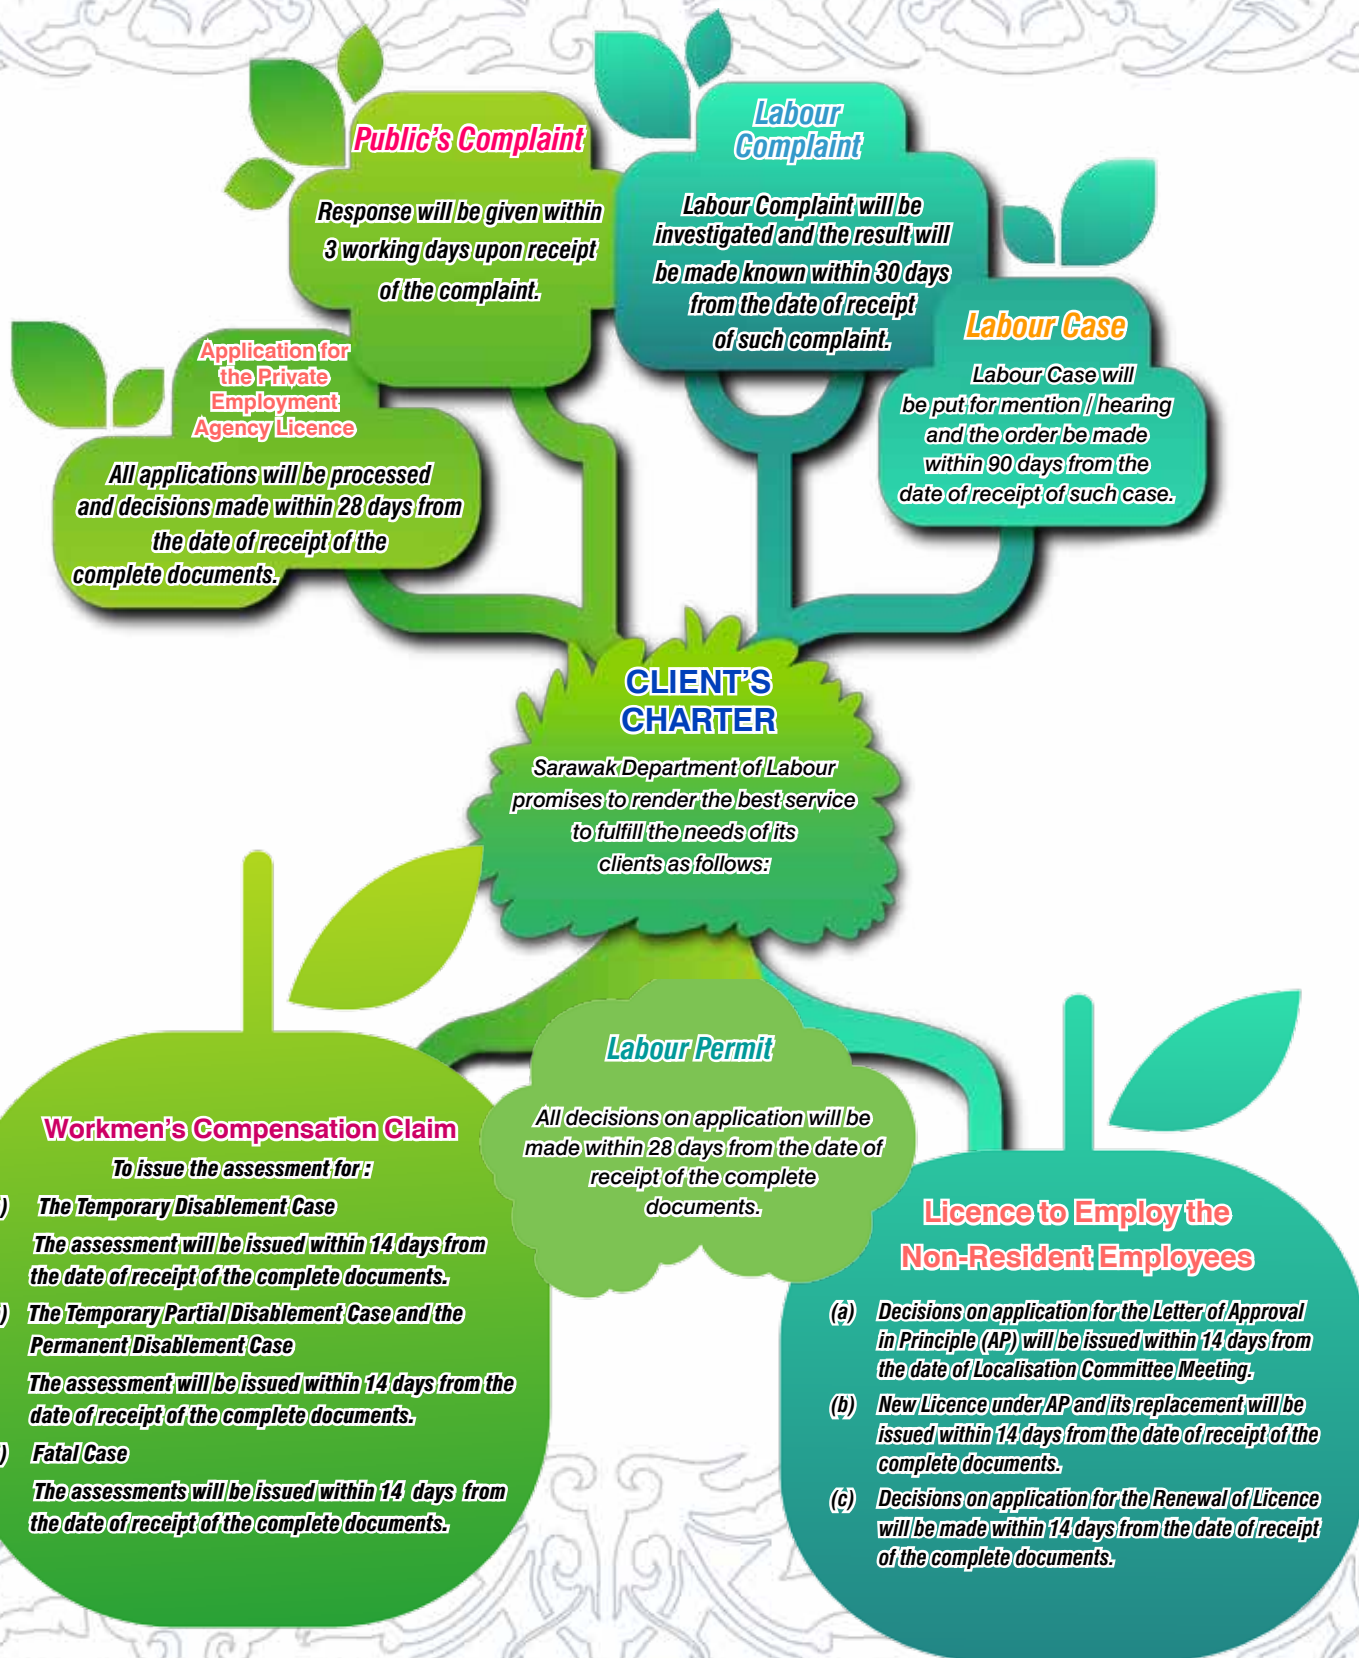 Public's Complaint
Response will be given within
3 working days upon receipt
of the complaint.
Labour
Complaint
Labour Complaint will be
investigated and the result will
be made known within 30 days
from the date of receipt
of such complaint.
Labour Case
Labour Case will
be put for mention / hearing
and the order be made
within 90 days from the
date of receipt of such case.
Application for
the Private
Employment
Agency Licence
All applications will be processed
and decisions made within 28 days from
the date of receipt of the
complete documents.
CLIENT'S
CHARTER
Sarawak Department of Labour
promises to render the best service
to fulfill the needs of its
clients as follows:
Labour Permit
All decisions on application will be
made within 28 days from the date of
receipt of the complete
documents.
Workmen's Compensation Claim
To issue the assessment for :
) The Temporary Disablement Case
The assessment will be issued within 14 days from
the date of receipt of the complete documents.
) The Temporary Partial Disablement Case and the
Permanent Disablement Case
The assessment will be issued within 14 days from the
date of receipt of the complete documents.
) Fatal Case
The assessments will be issued within 14 days from
the date of receipt of the complete documents.
Licence to Employ the
Non-Resident Employees
(a) Decisions on application for the Letter of Approval
in Principle (AP) will be issued within 14 days from
the date of Localisation Committee Meeting.
(b) New Licence under AP and its replacement will be
issued within 14 days from the date of receipt of the
complete documents.
(c) Decisions on application for the Renewal of Licence
will be made within 14 days from the date of receipt
of the complete documents.